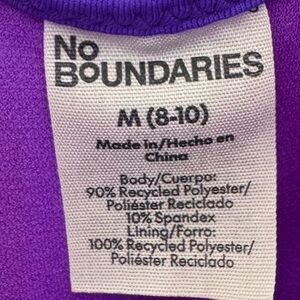 No
BOUNDARIES
M (8-10)
Made in/Hecho en
China
Body/Cuerpo:
90% Recycled Polyester/
Poliéster Reciclado
10% Spandex
Lining/Forro:
100% Recycled Polyester/
Poliéster Reciclado